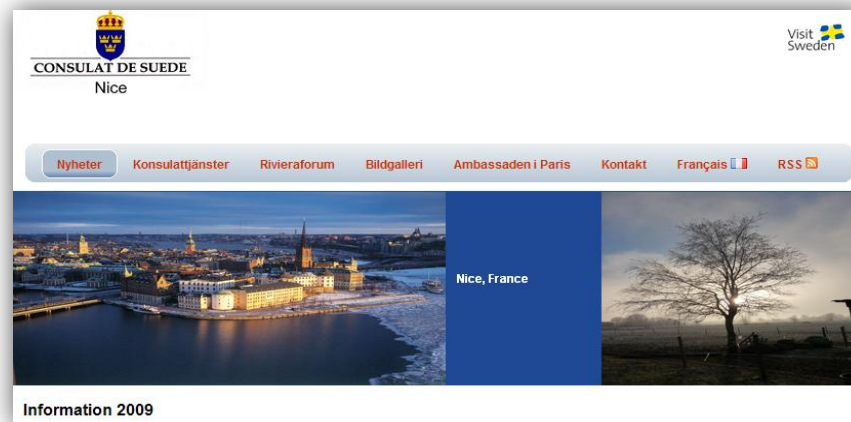 CONSULAT DE SUEDE
Nice
Visit
Sweden
Nyheter Konsulattjänster Rivieraforum Bildgalleri Ambassaden i Paris Kontakt Français RSS
Nice, France
Information 2009